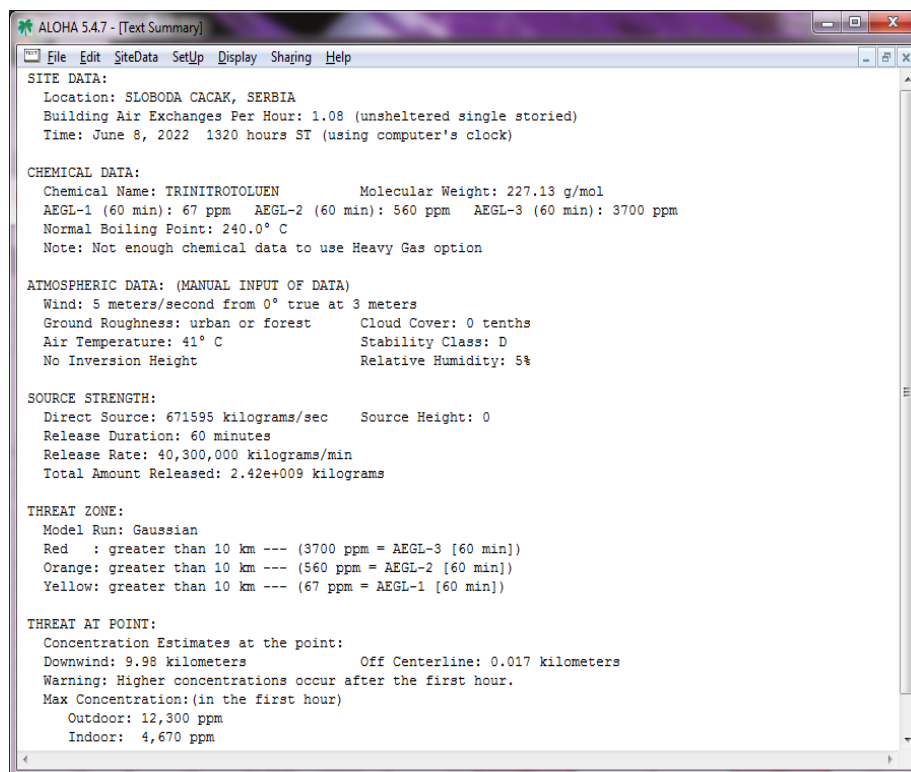 ALOHA 5.4.7 - [Text Summary]
File Edit SiteData SetUp Display Sharing Help
SITE DATA:
Location: SLOBODA CACAK, SERBIA
Building Air Exchanges Per Hour: 1.08 (unsheltered single storied)
Time: June 8, 2022 1320 hours ST (using computer's clock)
CHEMICAL DATA:
Chemical Name: TRINITROTOLUEN Molecular Weight: 227.13 g/mol
AEGL-1 (60 min): 67 ppm AEGL-2 (60 min): 560 ppm AEGL-3 (60 min): 3700 ppm
Normal Boiling Point: 240.0° C
Note: Not enough chemical data to use Heavy Gas option
ATMOSPHERIC DATA: (MANUAL INPUT OF DATA)
Wind: 5 meters/second from 0° true at 3 meters
Ground Roughness: urban or forest Cloud Cover: 0 tenths
Air Temperature: 41° C Stability Class: D
No Inversion Height Relative Humidity: 5%
SOURCE STRENGTH:
Direct Source: 671595 kilograms/sec Source Height: 0
Release Duration: 60 minutes
Release Rate: 40,300,000 kilograms/min
Total Amount Released: 2.42e+009 kilograms
THREAT ZONE:
Model Run: Gaussian
Red : greater than 10 km --- (3700 ppm = AEGL-3 [60 min])
Orange: greater than 10 km --- (560 ppm = AEGL-2 [60 min])
Yellow: greater than 10 km --- (67 ppm = AEGL-1 [60 min])
THREAT AT POINT:
Concentration Estimates at the point:
Downwind: 9.98 kilometers Off Centerline: 0.017 kilometers
Warning: Higher concentrations occur after the first hour.
Max Concentration:(in the first hour)
Outdoor: 12,300 ppm
Indoor: 4,670 ppm